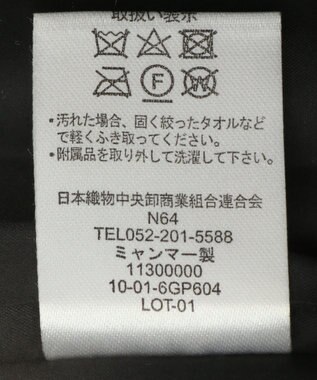 取扱い表示
F
W
・汚れた場合、固く絞ったタオルなど
で軽くふき取ってください。
・附属品を取り外して洗濯して下さい。
日本織物中央卸商業組合連合会
N64
TEL052-201-5588
ミャンマー製
11300000
10-01-6GP604
LOT-01